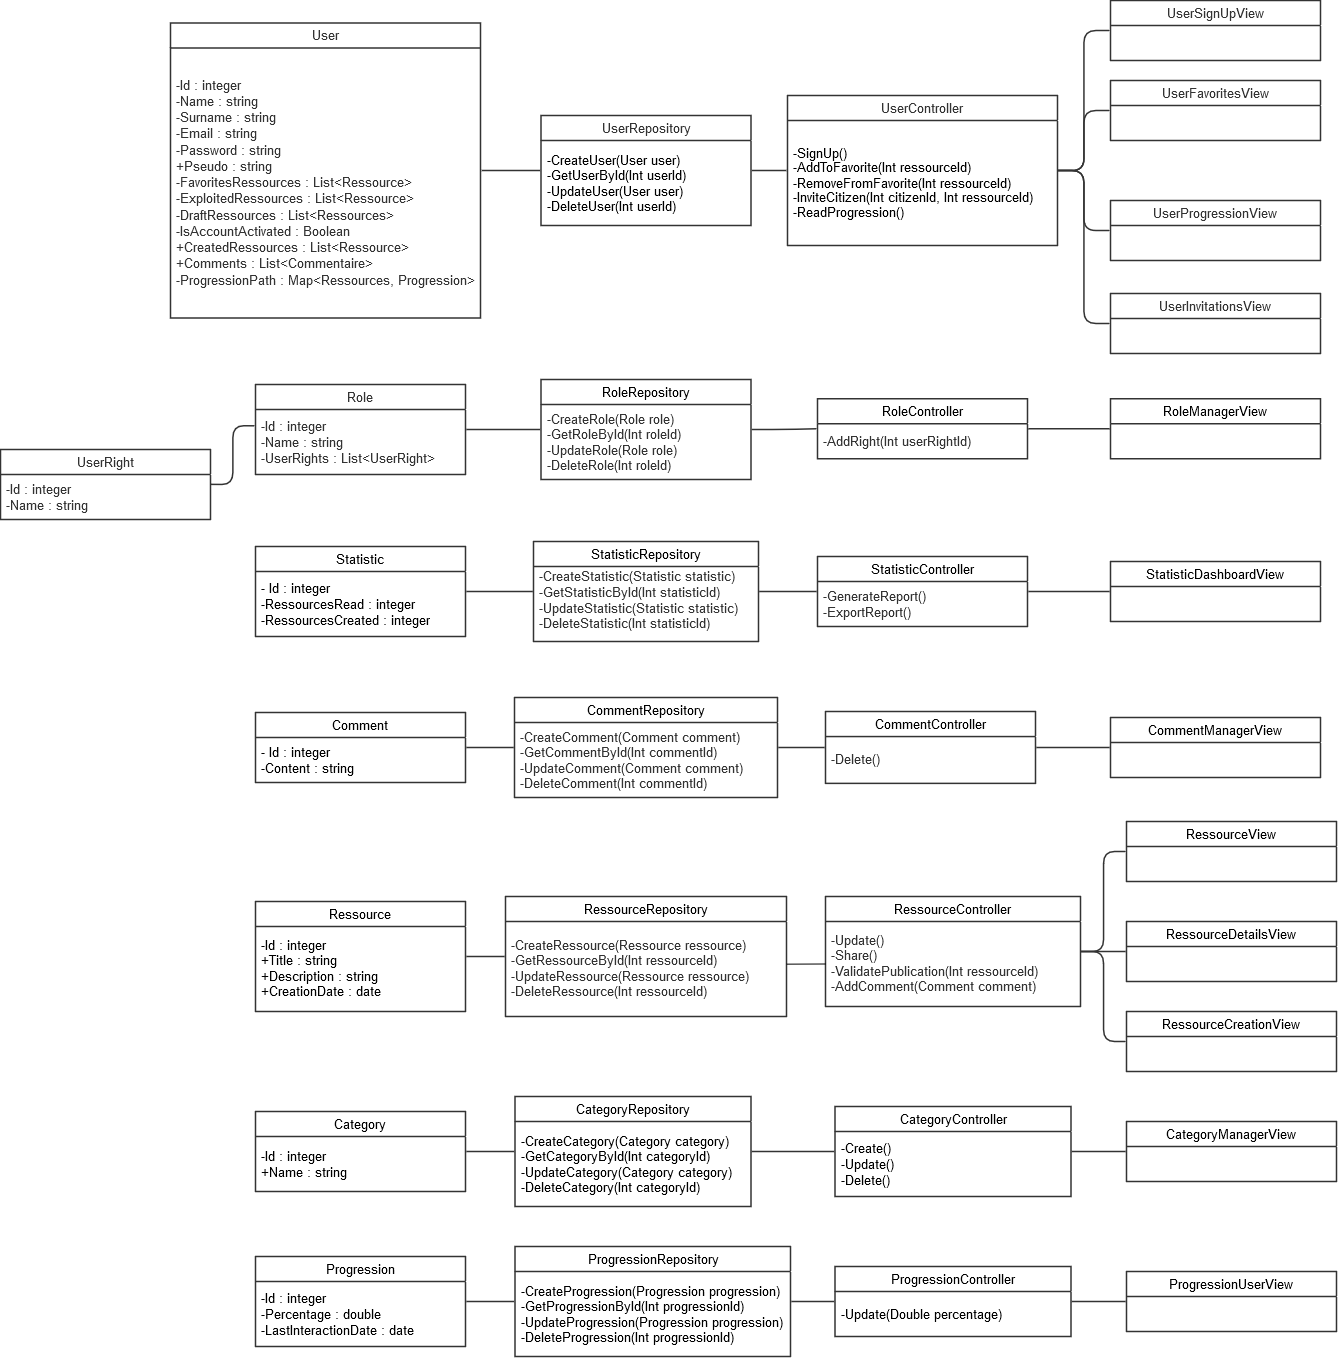 User
-Id : integer
-Name : string
-Surname : string
-Email : string
-Password : string
+Pseudo : string
-FavoritesRessources : List<Ressource>
-ExploitedRessources : List<Ressource>
-DraftRessources : List<Ressources>
-IsAccountActivated : Boolean
+CreatedRessources : List<Ressource>
+Comments : List<Commentaire>
-ProgressionPath : Map<Ressources, Progression>
UserRepository
-CreateUser(User user)
-GetUserById(Int userId)
-UpdateUser(User user)
-DeleteUser(Int userId)
UserController
-SignUp()
-AddToFavorite(Int ressourceId)
-RemoveFromFavorite(Int ressourceId)
-InviteCitizen(Int citizenId, Int ressourceId)
-ReadProgression()
UserSignUpView
UserFavoritesView
UserProgressionView
UserInvitationsView
UserRight
-Id : integer
-Name : string
Role
-Id : integer
-Name : string
-UserRights : List<UserRight>
RoleRepository
-CreateRole(Role role)
-GetRoleById(Int roleId)
-UpdateRole(Role role)
-DeleteRole(Int roleId)
RoleController
-AddRight(Int userRightId)
RoleManagerView
Statistic
- Id : integer
-RessourcesRead : integer
-RessourcesCreated : integer
StatisticRepository
-CreateStatistic(Statistic statistic)
-GetStatisticById(Int statisticId)
-UpdateStatistic(Statistic statistic)
-DeleteStatistic(Int statisticId)
StatisticController
-GenerateReport()
-ExportReport()
StatisticDashboardView
Comment
- Id : integer
-Content : string
CommentRepository
-CreateComment(Comment comment)
-GetCommentById(Int commentId)
-UpdateComment(Comment comment)
-DeleteComment(Int commentId)
CommentController
-Delete()
CommentManagerView
Ressource
-Id : integer
+Title : string
+Description : string
+CreationDate : date
RessourceRepository
-CreateRessource(Ressource ressource)
-GetRessourceById(Int ressourceId)
-UpdateRessource(Ressource ressource)
-DeleteRessource(Int ressourceId)
RessourceController
-Update()
-Share()
-ValidatePublication(Int ressourceId)
-AddComment(Comment comment)
RessourceView
RessourceDetailsView
RessourceCreationView
Category
-Id : integer
+Name : string
CategoryRepository
-CreateCategory(Category category)
-GetCategoryById(Int categoryId)
-UpdateCategory(Category category)
-DeleteCategory(Int categoryId)
CategoryController
-Create()
-Update()
-Delete()
CategoryManagerView
Progression
-Id : integer
-Percentage : double
-LastInteractionDate : date
ProgressionRepository
-CreateProgression(Progression progression)
-GetProgressionById(Int progressionId)
-UpdateProgression(Progression progression)
-DeleteProgression(Int progressionId)
ProgressionController
-Update(Double percentage)
ProgressionUserView